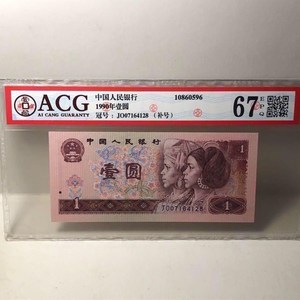 ACG
AI CANG GUARANTY
中国人民银行
10860596
1990年壹圆
冠号：JO07164128 （补号）
67
EPQ
中国人民银行
1
壹圆
1
JO07164128